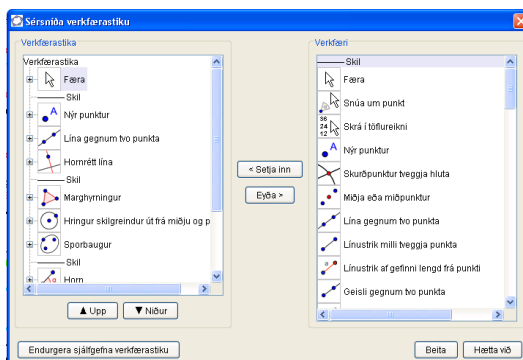 Sérsníða verkfærastiku
Verkfærastika
Verkfærastika
Færa
Skil
Nýr punktur
Lína gegnum tvo punkta
Hornrétt lína
Skil
Marghyrningur
Hringur skilgreindur út frá miðju og p
Sporbaugur
Skil
Horn
▲ Upp
▼ Niður
< Setja inn
Eyða >
Verkfæri
Skil
Færa
Snúa um punkt
Skrá í töflureikni
Nýr punktur
Skurðpunktur tveggja hluta
Miðja eða miðpunktur
Lína gegnum tvo punkta
Línustrik milli tveggja punkta
Línustrik af gefinni lengd frá punkti
Geisli gegnum tvo punkta
Endurgera sjálfgefna verkfærastiku
Beita
Hætta við